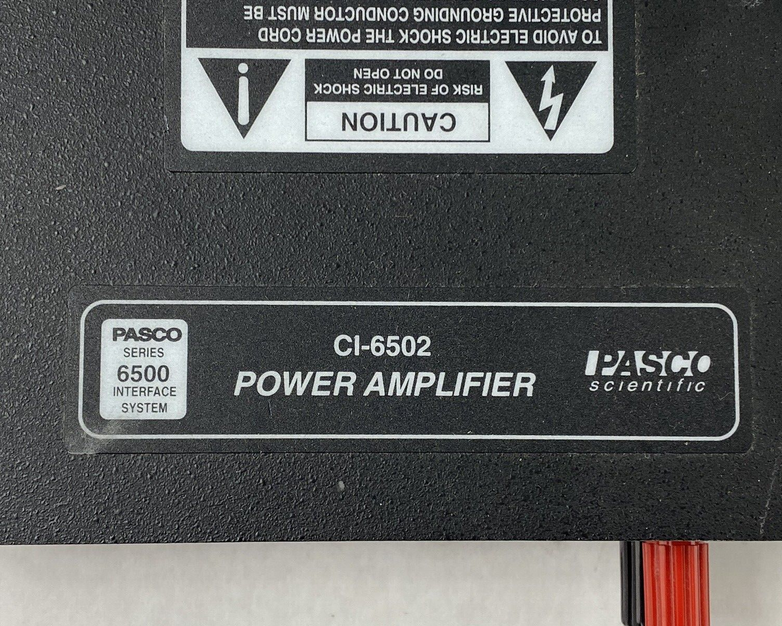 TO AVOID ELECTRIC SHOCK THE POWER CORD
PROTECTIVE GROUNDING CONDUCTOR MUST BE
CAUTION
RISK OF ELECTRIC SHOCK
DO NOT OPEN
PASCO
SERIES
6500
INTERFACE
SYSTEM
CI-6502
POWER AMPLIFIER
PASCO
scientific